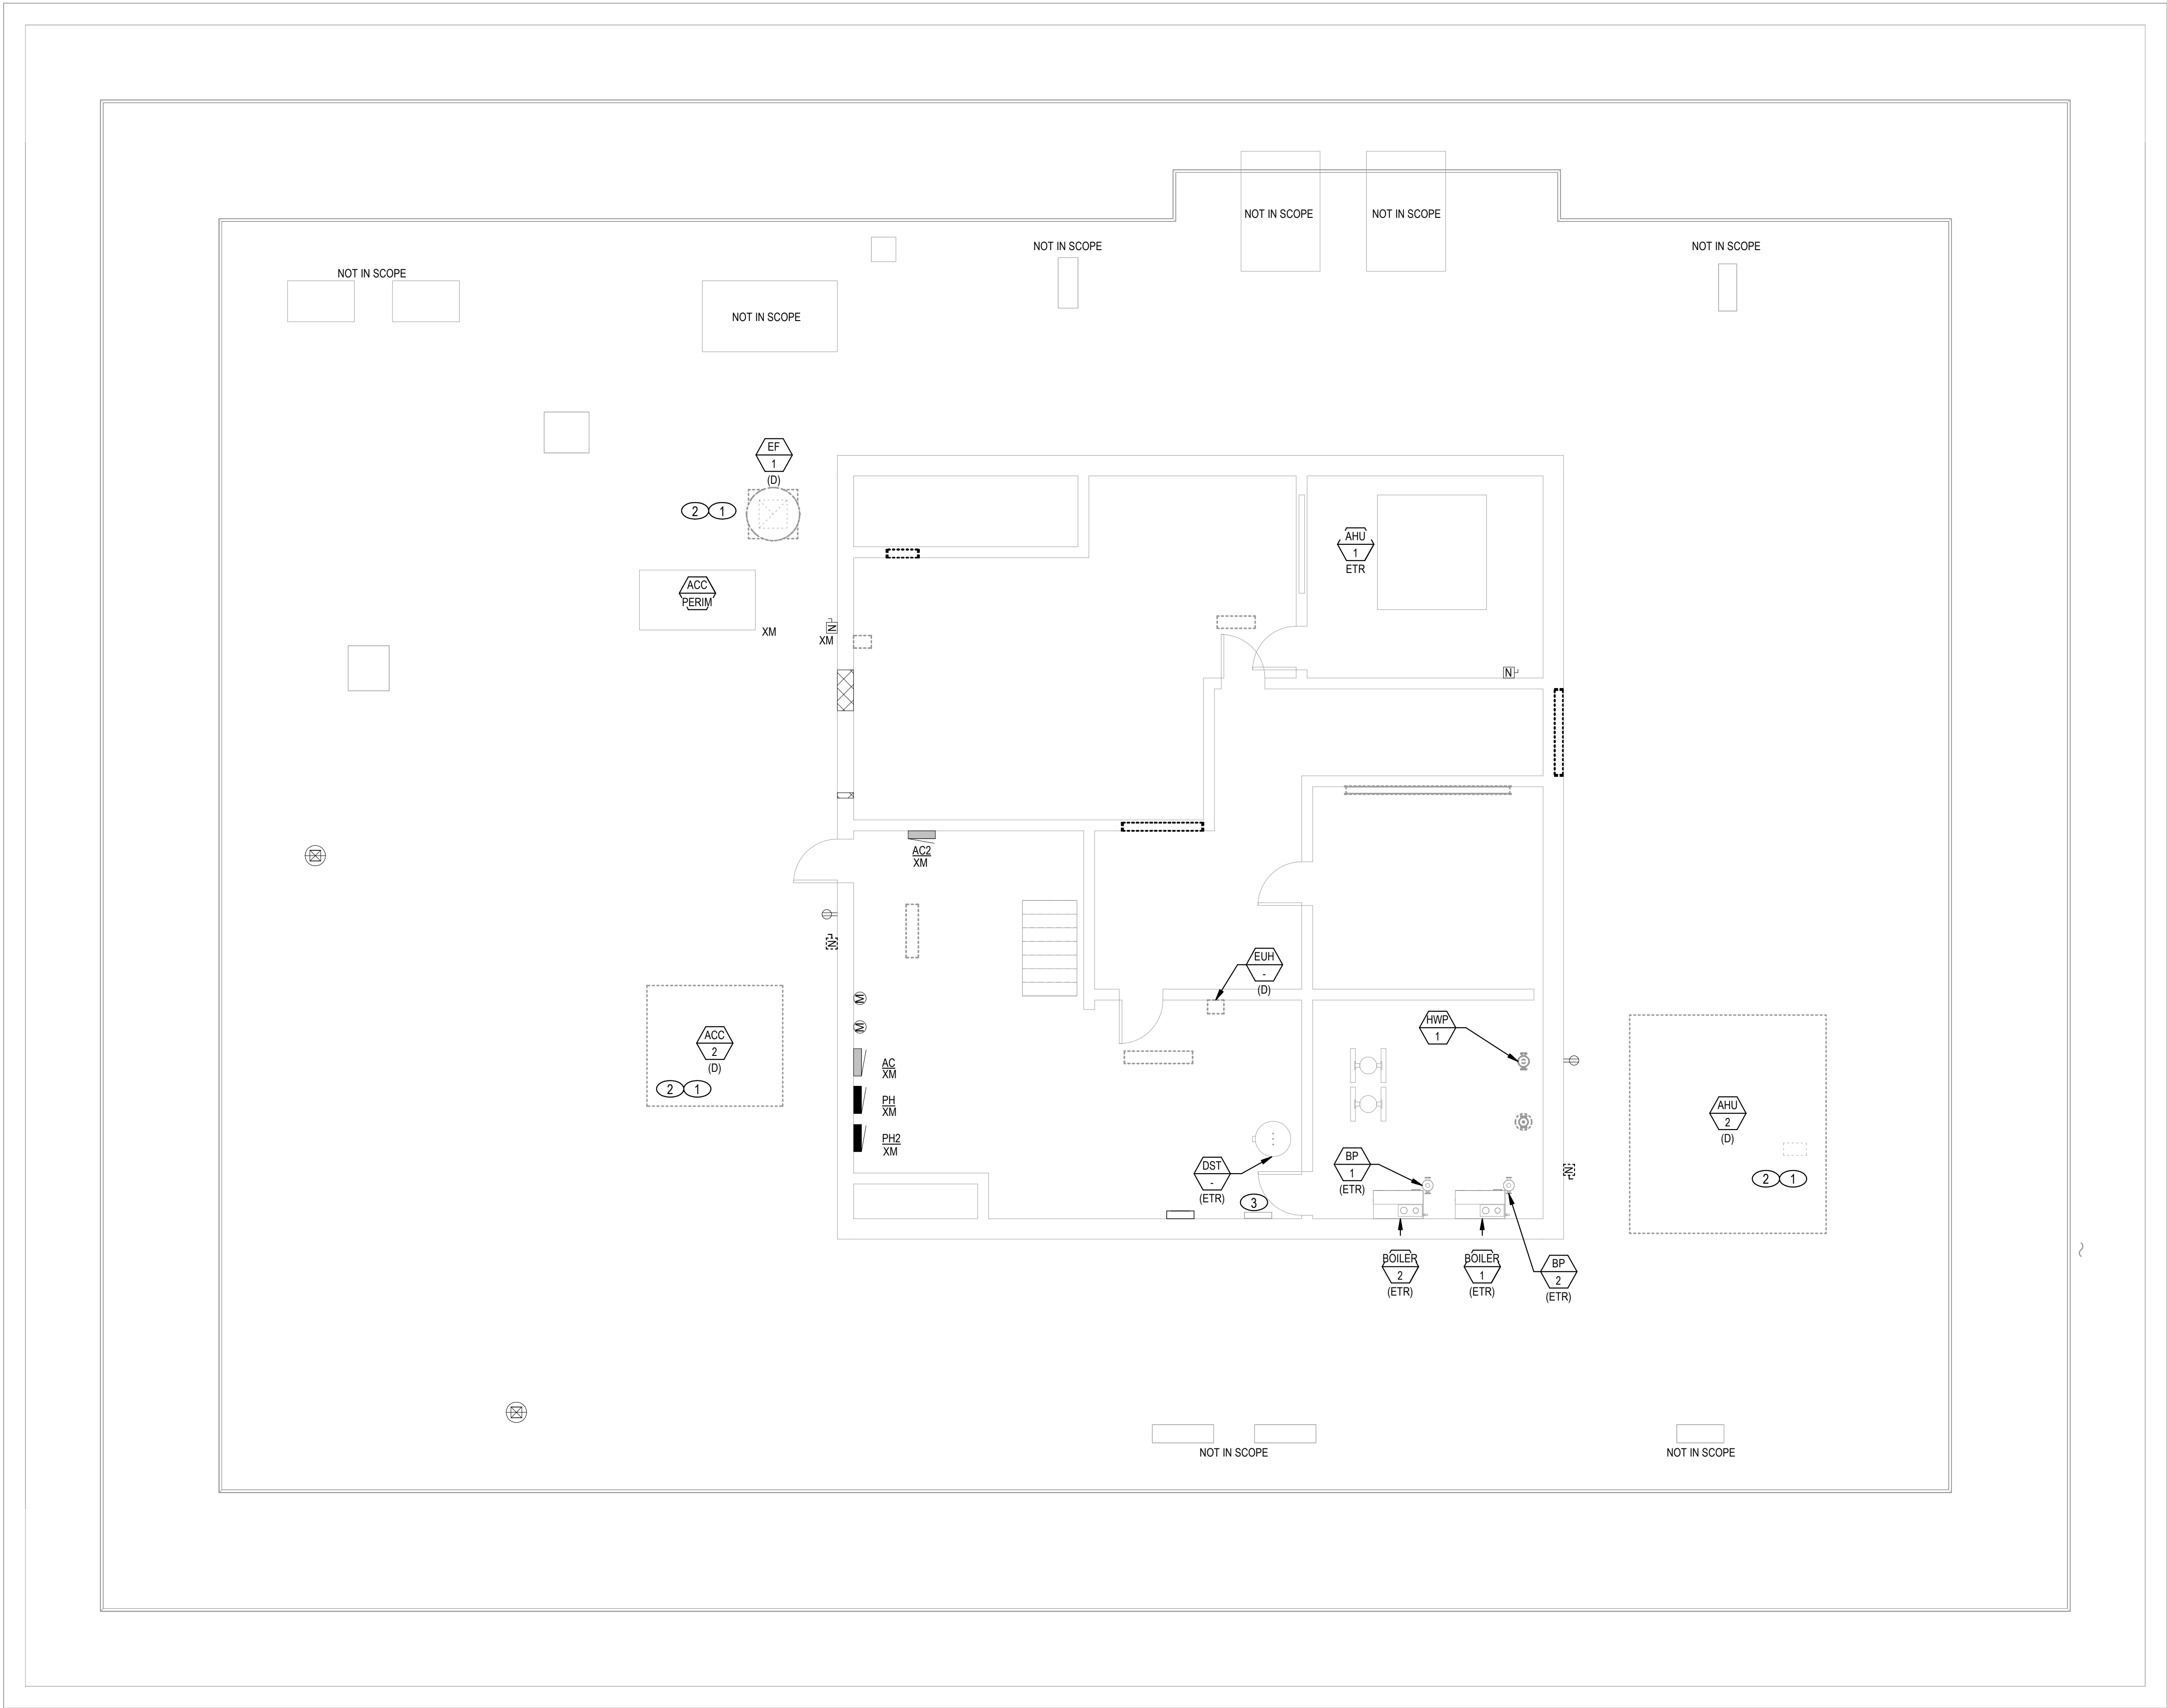 NOT IN SCOPE
NOT IN SCOPE
NOT IN SCOPE
NOT IN SCOPE
NOT IN SCOPE
NOT IN SCOPE
EF
1
(D)
2 1
AHU
1
ETR
ACC
PERIM
XM
N
XM
N
AC2
XM
N
EUH
-
(D)
M
M
HWP
1
ACC
2
(D)
2 1
AC
XM
PH
XM
PH2
XM
AHU
2
(D)
2 1
DST
-
(ETR)
3
BP
1
(ETR)
N
BOILER
2
(ETR)
BOILER
1
(ETR)
BP
2
(ETR)
NOT IN SCOPE
NOT IN SCOPE